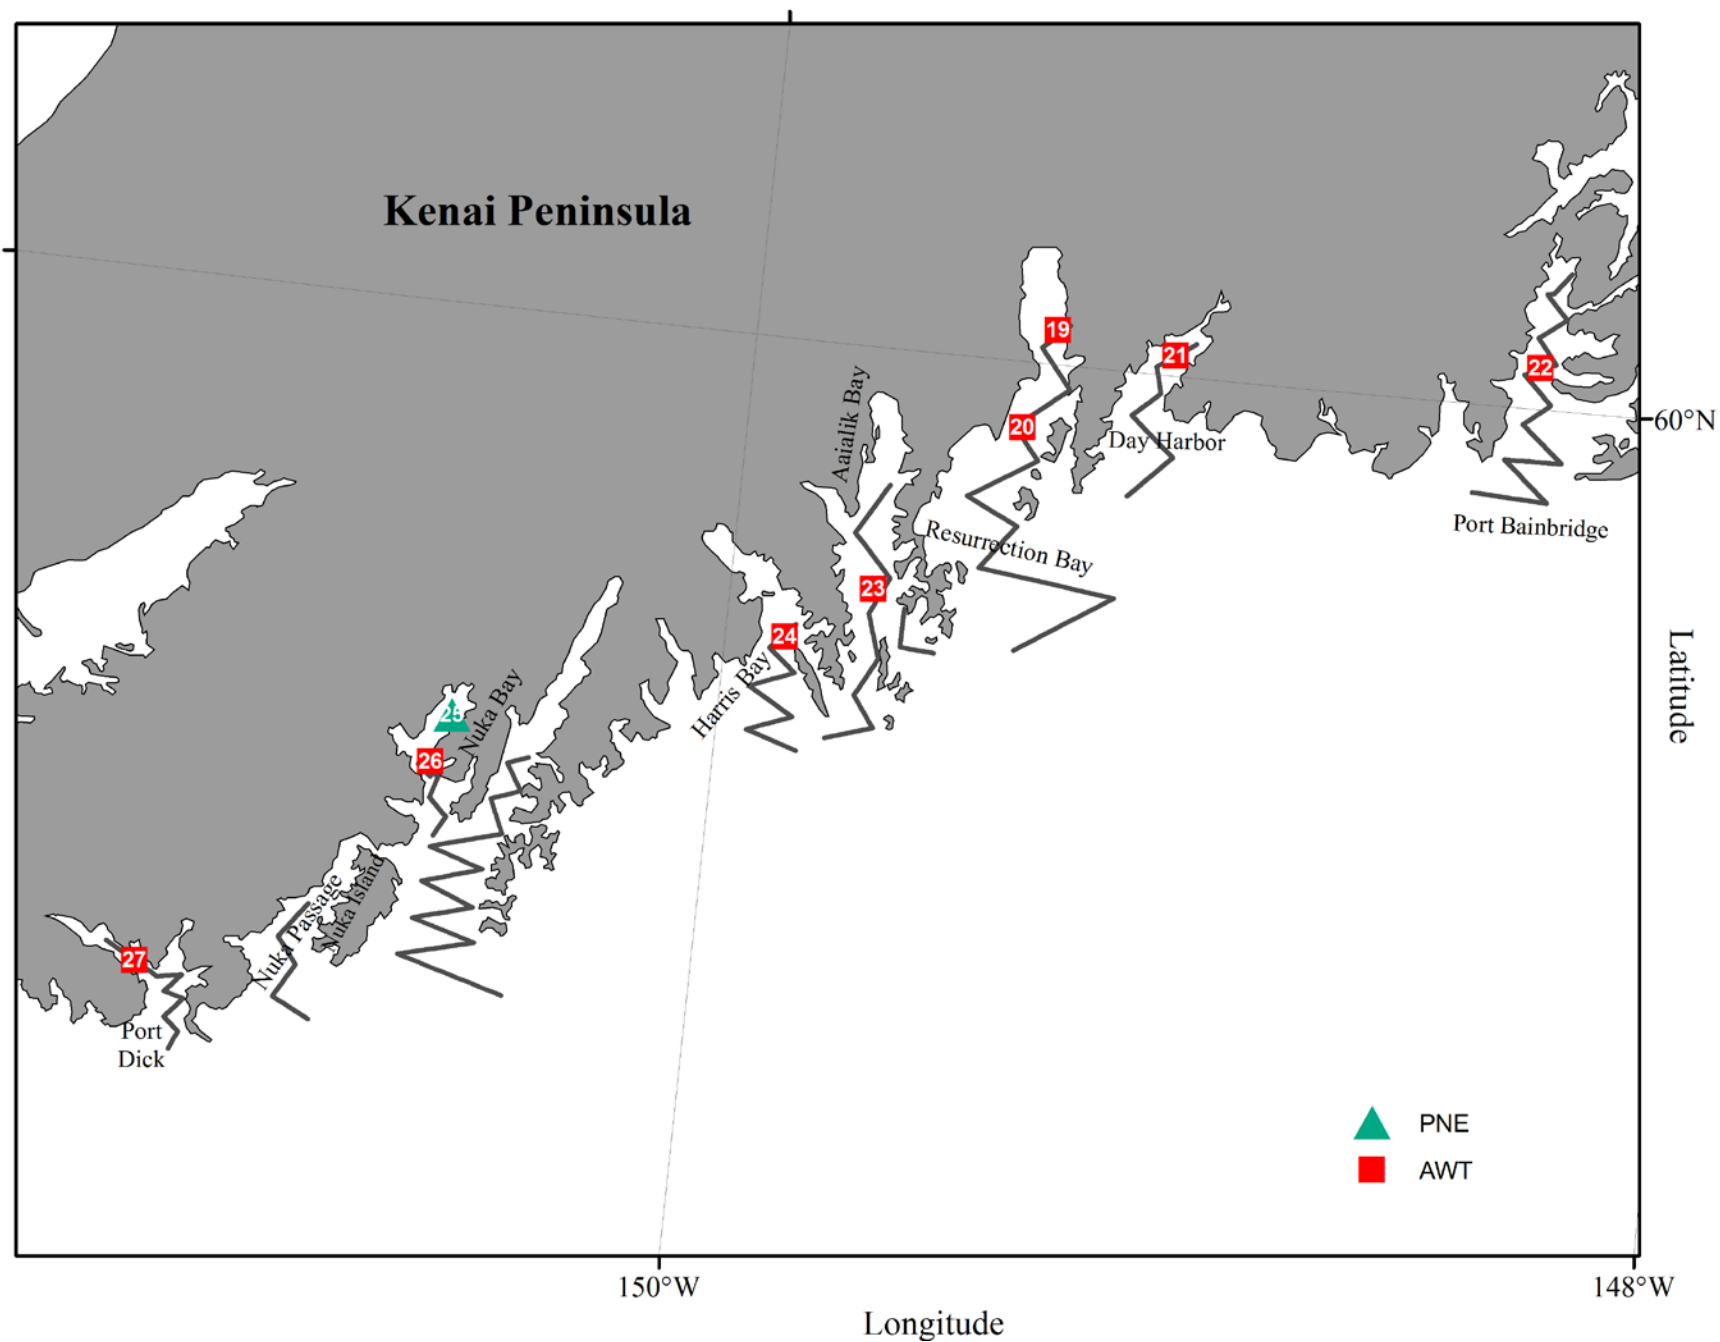 Kenai Peninsula
19
21
22
20
60°N
Aaialik Bay
Day Harbor
Resurrection Bay
Port Bainbridge
23
24
Harris Bay
Latitude
25
Nuka Bay
26
Nuka Island
Nuka Passage
27
Port
Dick
PNE
AWT
150°W
148°W
Longitude